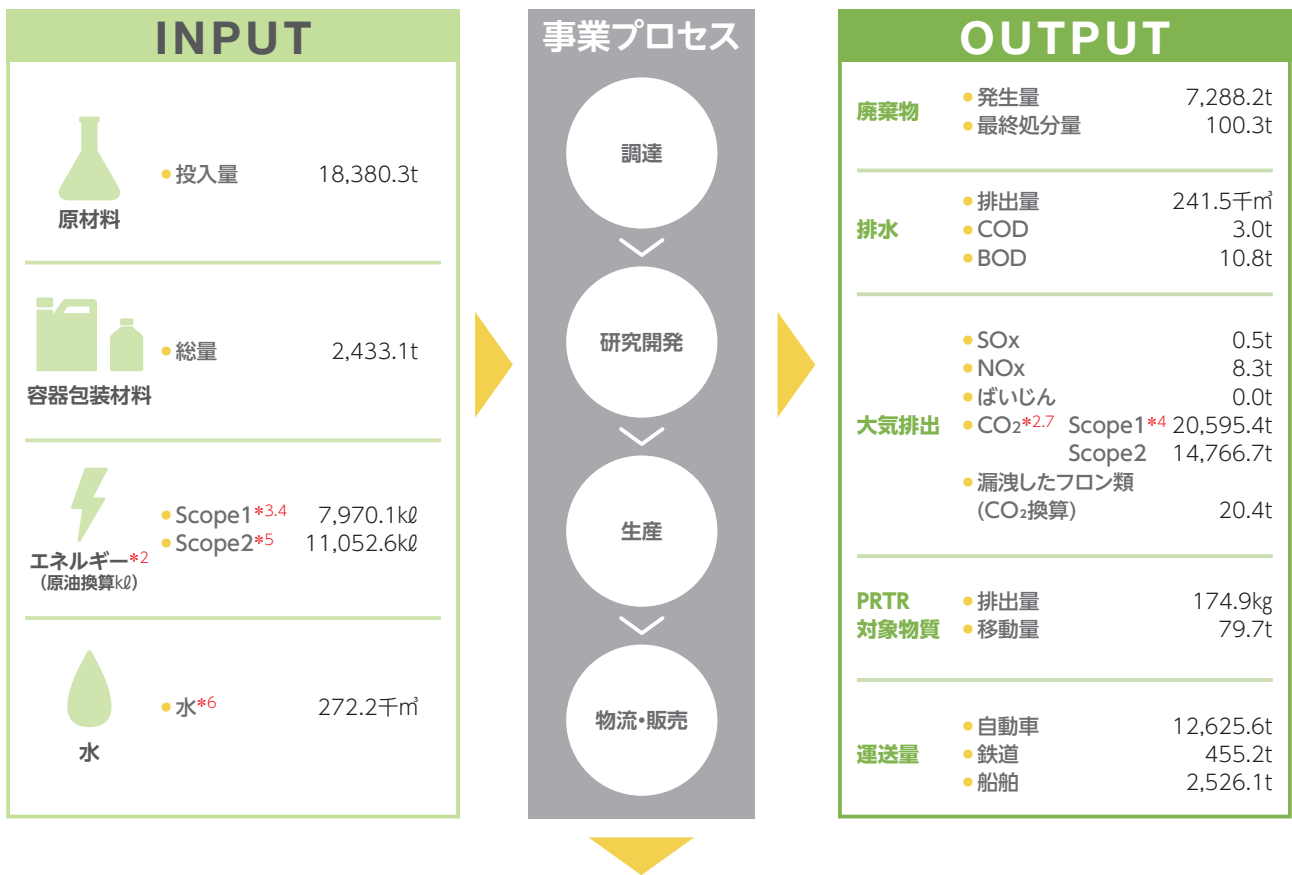 INPUT
原材料
●投入量 18,380.3t
容器包装材料
●総量 2,433.1t
エネルギー*2
(原油換算kℓ)
●Scope1*3.4 7,970.1kℓ
●Scope2*5 11,052.6kℓ
水
●水*6 272.2千㎥
事業プロセス
調達
研究開発
生産
物流・販売
OUTPUT
廃棄物
●発生量 7,288.2t
●最終処分量 100.3t
排水
●排出量 241.5千㎥
●COD 3.0t
●BOD 10.8t
大気排出
●SOx 0.5t
●NOx 8.3t
●ばいじん 0.0t
●CO₂*2.7 Scope1*4 20,595.4t
Scope2 14,766.7t
●漏洩したフロン類
(CO₂換算) 20.4t
PRTR
対象物質
●排出量 174.9kg
●移動量 79.7t
運送量
●自動車 12,625.6t
●鉄道 455.2t
●船舶 2,526.1t